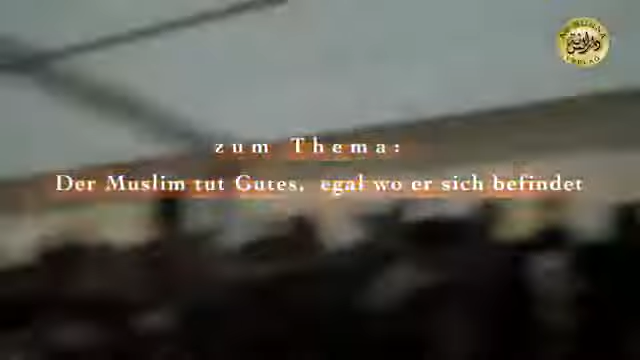 zum Thema:
Der Muslim tut Gutes, egal wo er sich befindet